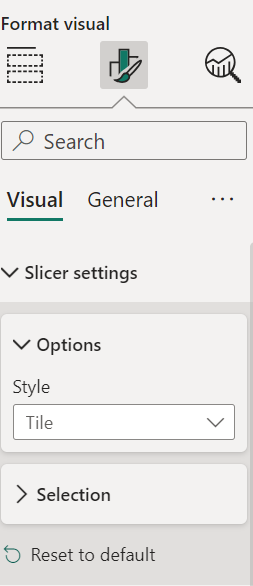 Format visual
Search
Visual General ...
Slicer settings
Options
Style
Tile
Selection
Reset to default